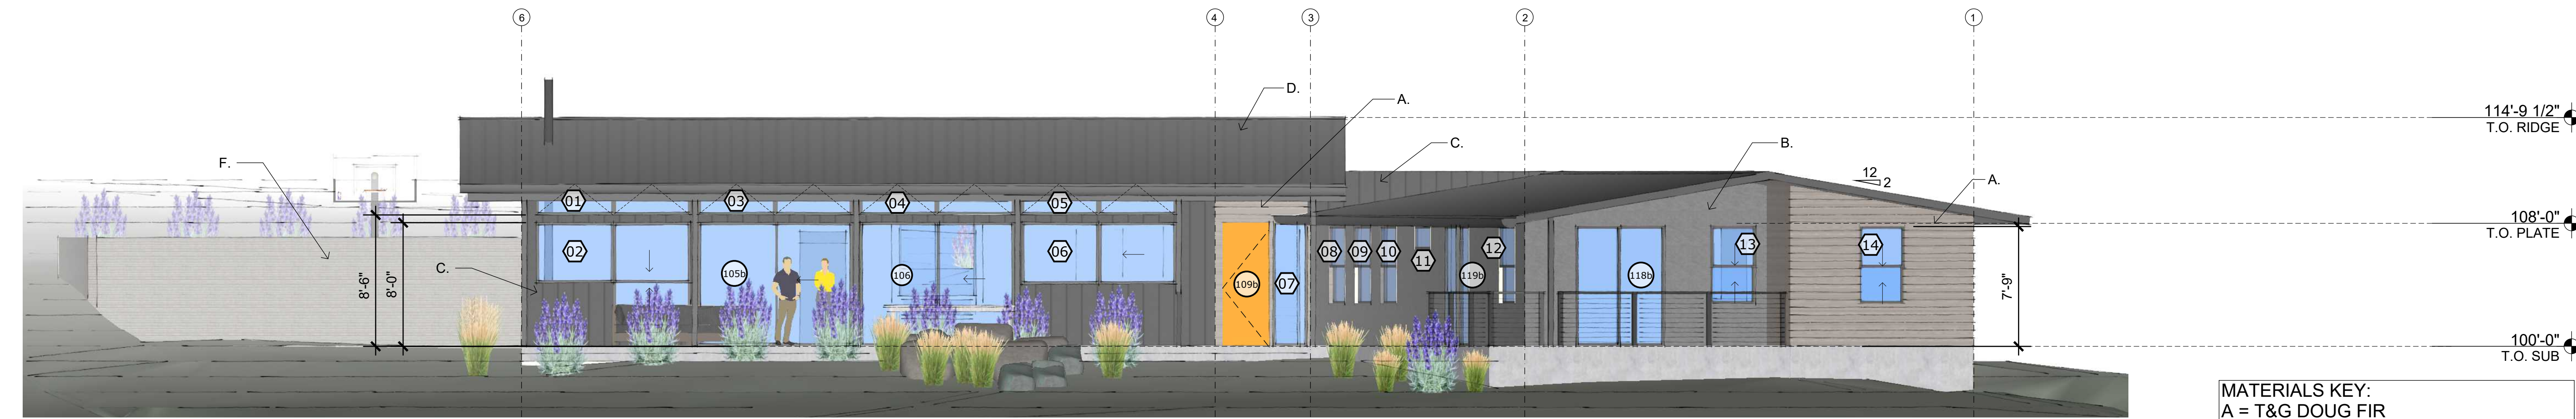 6
4
3
2
1
D.
A.
114'-9 1/2"
T.O. RIDGE
F.
C.
B.
12
2
A.
01
03
04
05
108'-0"
T.O. PLATE
8'-6"
8'-0"
C.
02
105b
106
06
109b
07
08
09
10
11
119b
12
118b
13
14
7'-9"
100'-0"
T.O. SUB
MATERIALS KEY:
A = T&G DOUG FIR